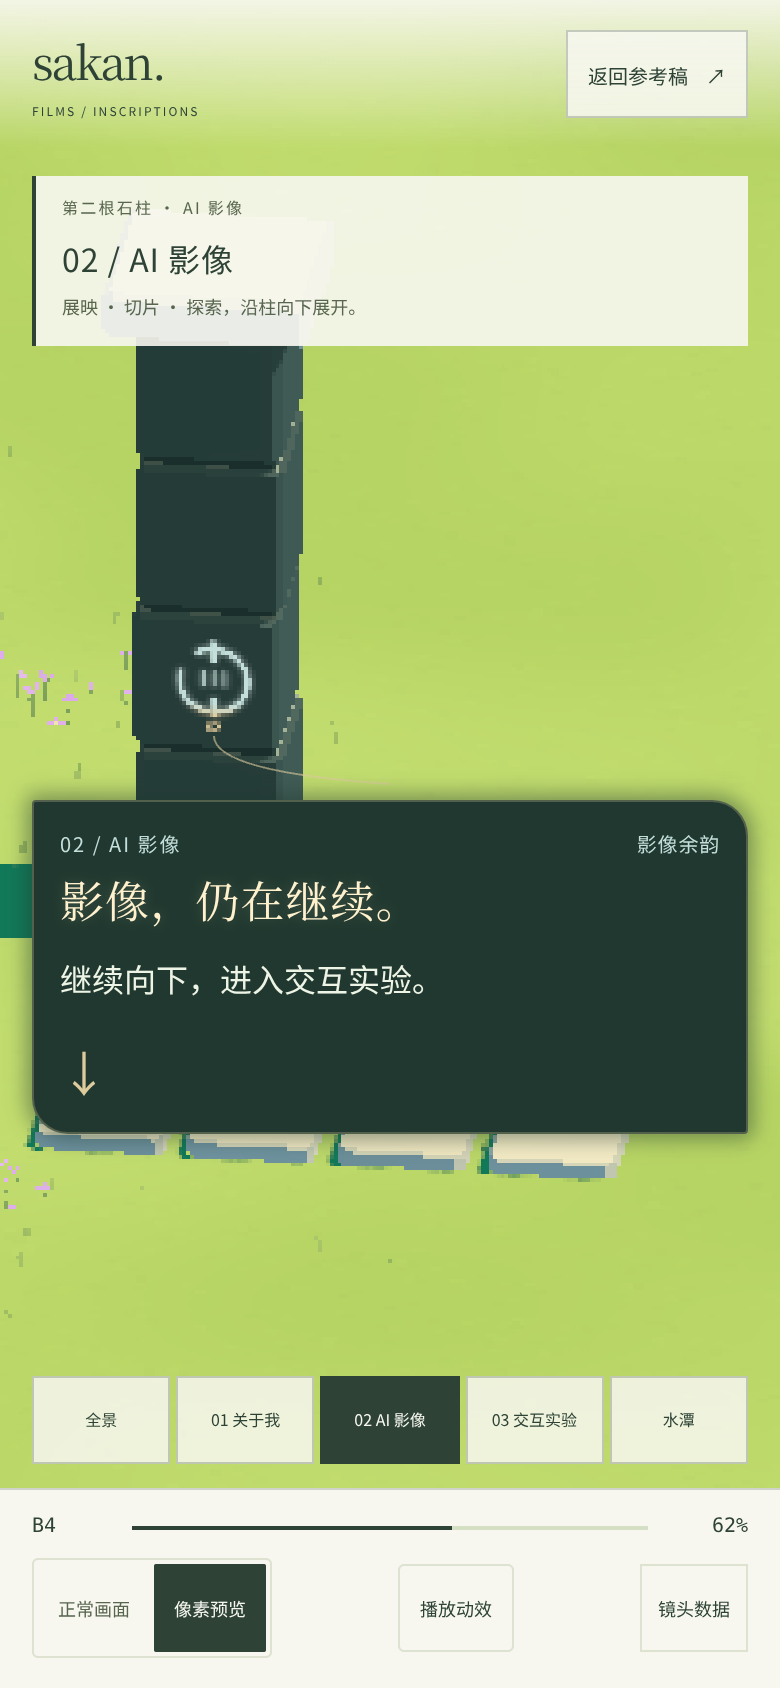 sakan.
FILMS / INSCRIPTIONS
返回参考稿 ↗
第二根石柱 · AI 影像
02 / AI 影像
展映 · 切片 · 探索，沿柱向下展开。
02 / AI 影像
影像余韵
影像，仍在继续。
继续向下，进入交互实验。
↓
全景
01 关于我
02 AI 影像
03 交互实验
水潭
B4
62%
正常画面
像素预览
播放动效
镜头数据